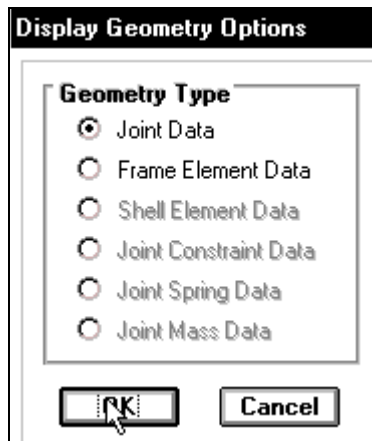 Display Geometry Options
Geometry Type
Joint Data
Frame Element Data
Shell Element Data
Joint Constraint Data
Joint Spring Data
Joint Mass Data
OK Cancel